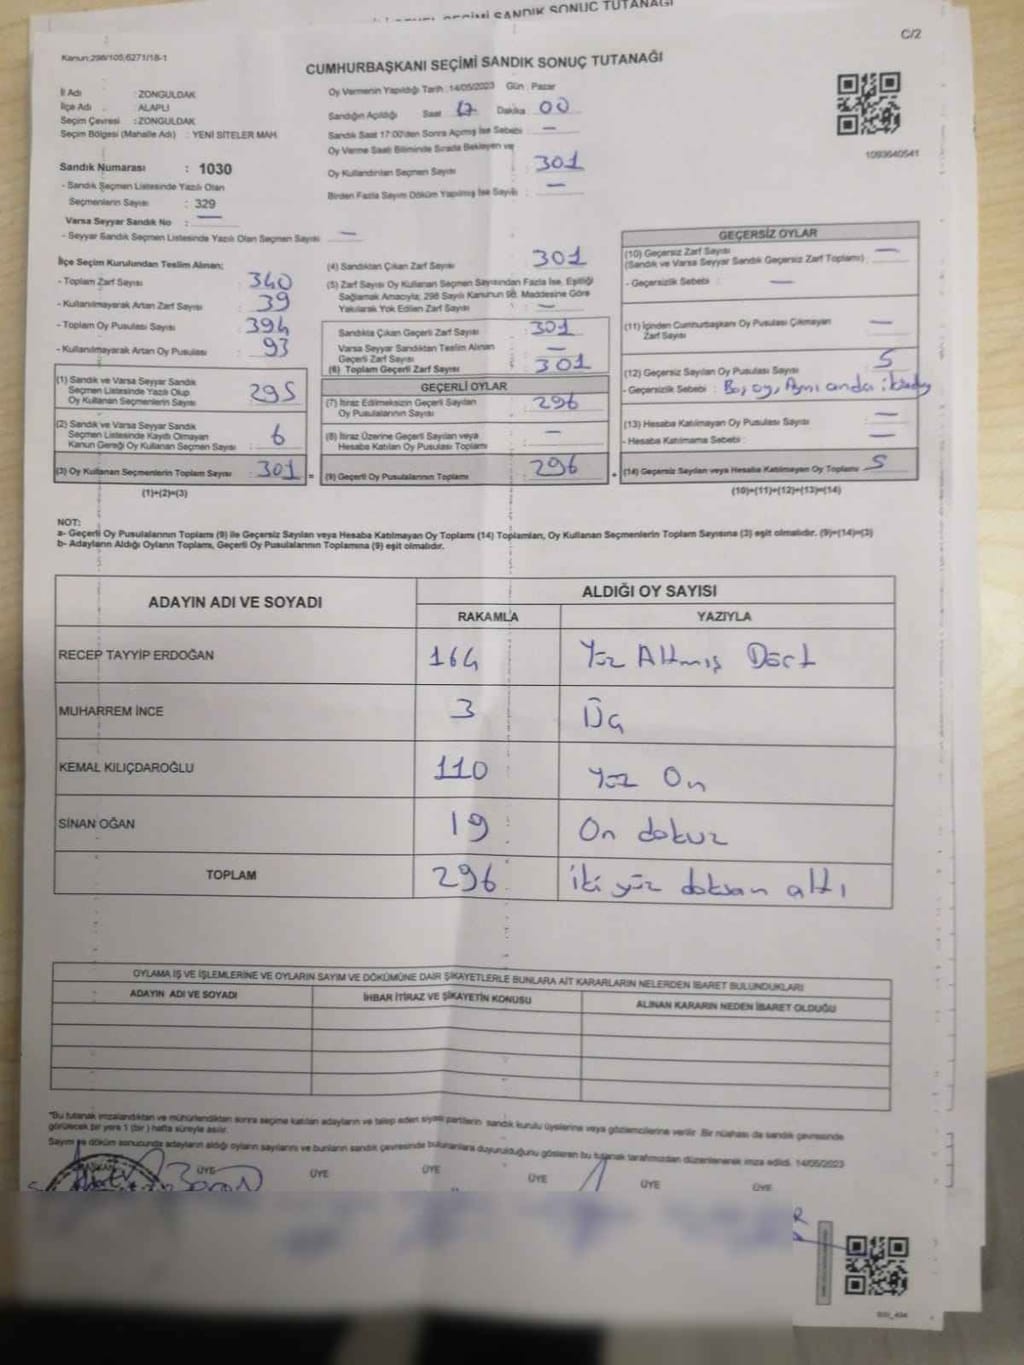 SEÇİMİ SANDIK SONUÇ TUTANAĞI
C/2
Kanun:298/105;6271/18-1
CUMHURBAŞKANI SEÇİMİ SANDIK SONUÇ TUTANAĞI
İl Adı : ZONGULDAK
İlçe Adı : ALAPLI
Seçim Çevresi : ZONGULDAK
Seçim Bölgesi (Mahalle Adı) : YENİ SİTELER MAH.
Oy Vermenin Yapıldığı Tarih : 14/05/2023 Gün : Pazar
Sandığın Açıldığı Saat 17 Dakika 00
Sandık Saat 17:00'den Sonra Açılmış İse Sebebi —
Oy Verme Saati Bitiminde Sırada Bekleyen ve
Oy Kullandırılan Seçmen Sayısı 301
Birden Fazla Sayım Döküm Yapılmış İse Sayısı —
1093640541
Sandık Numarası : 1030
- Sandık Seçmen Listesinde Yazılı Olan
Seçmenlerin Sayısı : 329
Varsa Seyyar Sandık No : —
- Seyyar Sandık Seçmen Listesinde Yazılı Olan Seçmen Sayısı —
İlçe Seçim Kurulundan Teslim Alınan;
- Toplam Zarf Sayısı : 340
- Kullanılmayarak Artan Zarf Sayısı : 39
- Toplam Oy Pusulası Sayısı : 394
- Kullanılmayarak Artan Oy Pusulası : 93
(1) Sandık ve Varsa Seyyar Sandık
Seçmen Listesinde Yazılı Olup
Oy Kullanan Seçmenlerin Sayısı 295
(2) Sandık ve Varsa Seyyar Sandık
Seçmen Listesinde Kayıtlı Olmayan
Kanun Gereği Oy Kullanan Seçmen Sayısı 6
(3) Oy Kullanan Seçmenlerin Toplam Sayısı 301 =
(1)+(2)=(3)
(4) Sandıktan Çıkan Zarf Sayısı 301
(5) Zarf Sayısı Oy Kullanan Seçmen Sayısından Fazla İse, Eşitliği
Sağlamak Amacıyla; 298 Sayılı Kanunun 98. Maddesine Göre
Yakılarak Yok Edilen Zarf Sayısı —
Sandıkta Çıkan Geçerli Zarf Sayısı 301
Varsa Seyyar Sandıktan Teslim Alınan
Geçerli Zarf Sayısı —
(6) Toplam Geçerli Zarf Sayısı 301
GEÇERLİ OYLAR
(7) İtiraz Edilmeksizin Geçerli Sayılan
Oy Pusulalarının Sayısı 296
(8) İtiraz Üzerine Geçerli Sayılan veya
Hesaba Katılan Oy Pusulası Toplamı —
(9) Geçerli Oy Pusulalarının Toplamı 296 +
GEÇERSİZ OYLAR
(10) Geçersiz Zarf Sayısı
(Sandık ve Varsa Seyyar Sandık Geçersiz Zarf Toplamı) : —
- Geçersizlik Sebebi : —
(11) İçinden Cumhurbaşkanı Oy Pusulası Çıkmayan
Zarf Sayısı —
(12) Geçersiz Sayılan Oy Pusulası Sayısı 5
- Geçersizlik Sebebi : Boş oy, Aynı anda
(13) Hesaba Katılmayan Oy Pusulası Sayısı —
- Hesaba Katılmama Sebebi : —
(14) Geçersiz Sayılan veya Hesaba Katılmayan Oy Toplamı 5
(10)+(11)+(12)+(13)=(14)
NOT:
a- Geçerli Oy Pusulalarının Toplamı (9) ile Geçersiz Sayılan veya Hesaba Katılmayan Oy Toplamı (14) Toplamları, Oy Kullanan Seçmenlerin Toplam Sayısına (3) eşit olmalıdır. (9)+(14)=(3)
b- Adayların Aldığı Oyların Toplamı, Geçerli Oy Pusulalarının Toplamına (9) eşit olmalıdır.
ADAYIN ADI VE SOYADI
ALDIĞI OY SAYISI
RAKAMLA YAZIYLA
RECEP TAYYİP ERDOĞAN 164 Yüz Altmış Dört
MUHARREM İNCE 3 Üç
KEMAL KILIÇDAROĞLU 110 Yüz On
SİNAN OĞAN 19 On dokuz
TOPLAM 296 iki yüz doksan altı
OYLAMA İŞ VE İŞLEMLERİNE VE OYLARIN SAYIM VE DÖKÜMÜNE DAİR ŞİKAYETLERLE BUNLARA AİT KARARLARIN NELERDEN İBARET BULUNDUKLARI
ADAYIN ADI VE SOYADI İHBAR İTİRAZ VE ŞİKAYETİN KONUSU ALINAN KARARIN NEDEN İBARET OLDUĞU
*Bu tutanak imzalandıktan ve mühürlendikten sonra seçime katılan adayların ve talep eden siyasi partilerin sandık kurulu üyelerine veya gözlemcilerine verilir. Bir nüshası da sandık çevresinde
görülecek bir yere 1 (bir) hafta süreyle asılır.
Sayım ve döküm sonucunda adayların aldığı oyların sayılarını ve bunların sandık çevresinde bulunanlara duyurulduğunu gösteren bu tutanak tarafımızdan düzenlenerek imza edildi. 14/05/2023
BAŞKAN ÜYE ÜYE ÜYE ÜYE ÜYE ÜYE